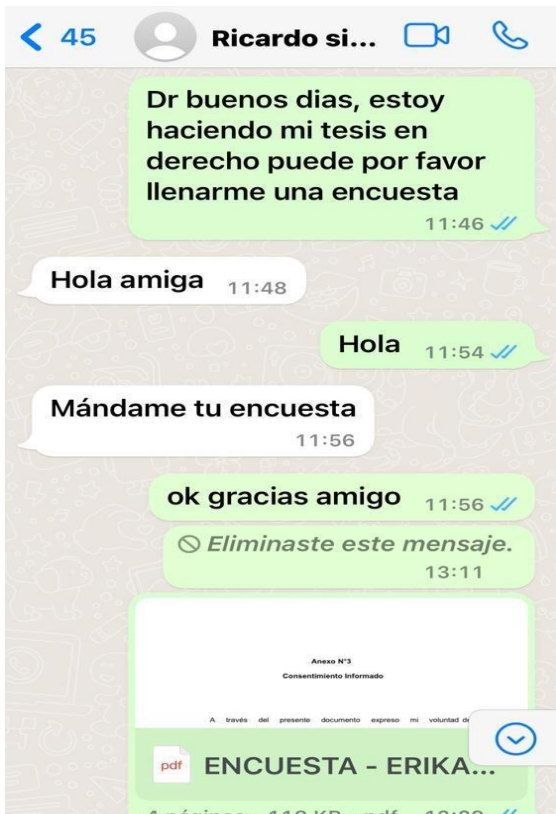 45 Ricardo si...
Dr buenos dias, estoy
haciendo mi tesis en
derecho puede por favor
llenarme una encuesta
11:46
Hola amiga 11:48
Hola 11:54
Mándame tu encuesta
11:56
ok gracias amigo 11:56
Eliminaste este mensaje.
13:11
Anexo N°3
Consentimiento Informado
A través del presente documento expreso mi voluntad de
pdf ENCUESTA - ERIKA...